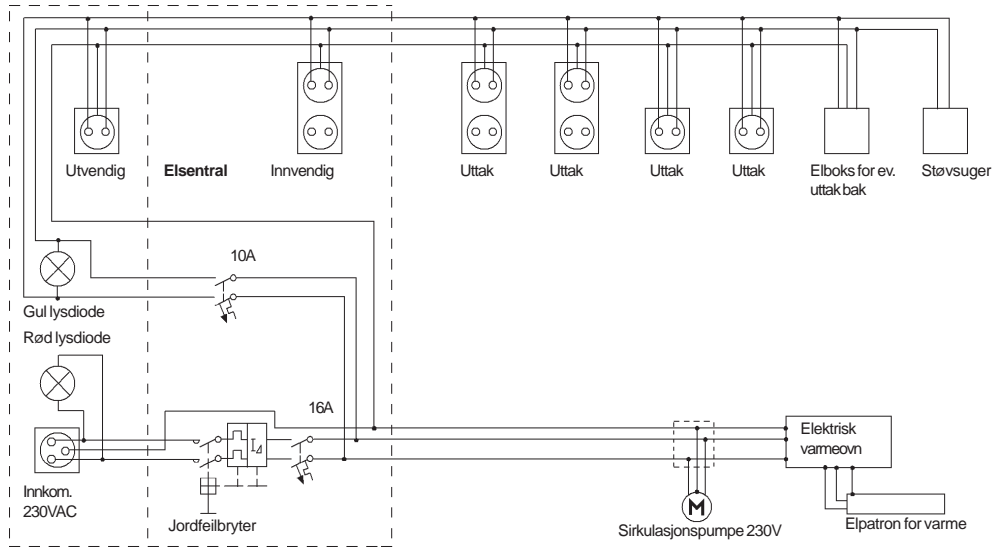 Utvendig
Elsentral
Innvendig
Uttak
Uttak
Uttak
Uttak
Elboks for ev.
uttak bak
Støvsuger
10A
Gul lysdiode
Rød lysdiode
16A
Innkom.
230VAC
Jordfeilbryter
M
Sirkulasjonspumpe 230V
Elektrisk
varmeovn
Elpatron for varme